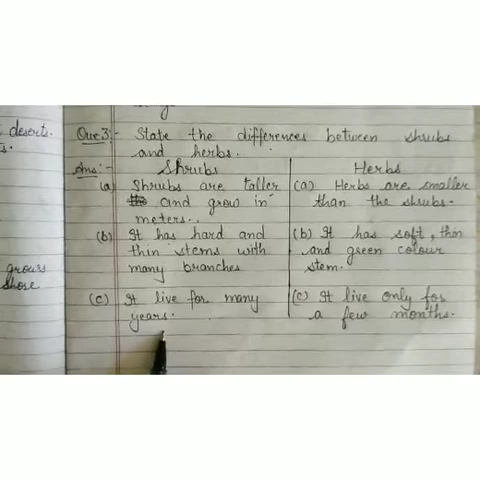 deserts.
Que 3:- State the differences between shrubs
and herbs.
Ans:- Shrubs Herbs
(a) Shrubs are taller (a) Herbs are smaller
and grow in than the shrubs.
meters.
(b) It has hard and (b) It has soft, thin
thin stems with and green colour
many branches stem.
grows
(c) It live for many (c) It live only for
years. a few months.